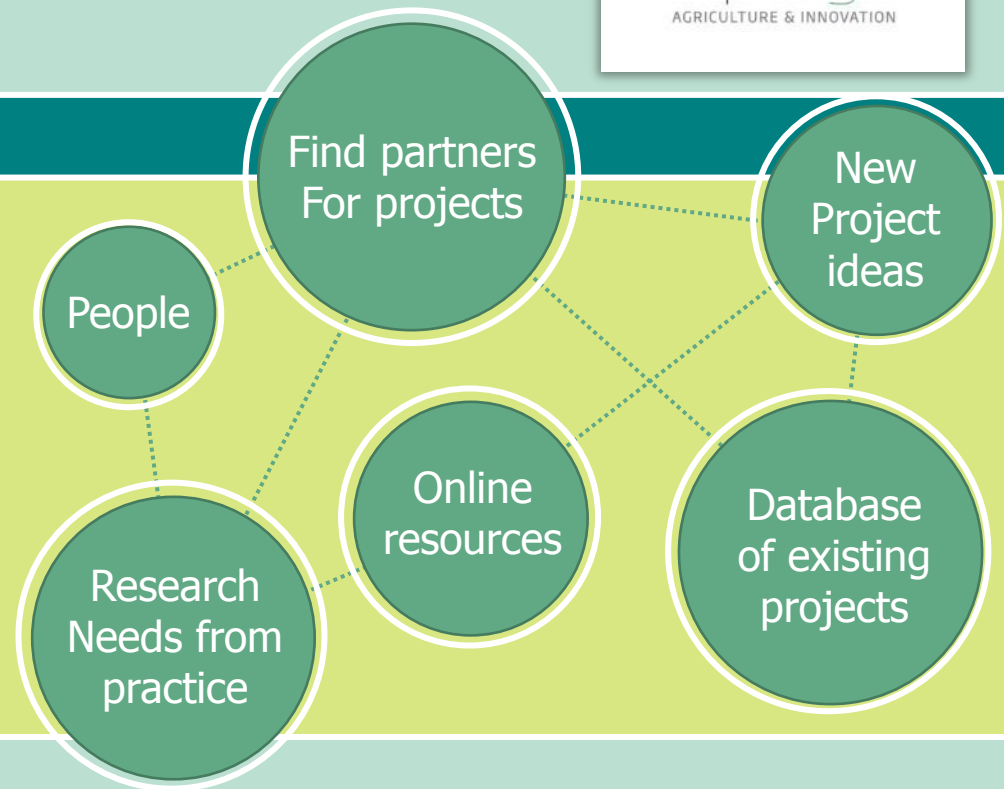 AGRICULTURE & INNOVATION
Find partners
For projects
New
Project
ideas
People
Online
resources
Database
of existing
projects
Research
Needs from
practice